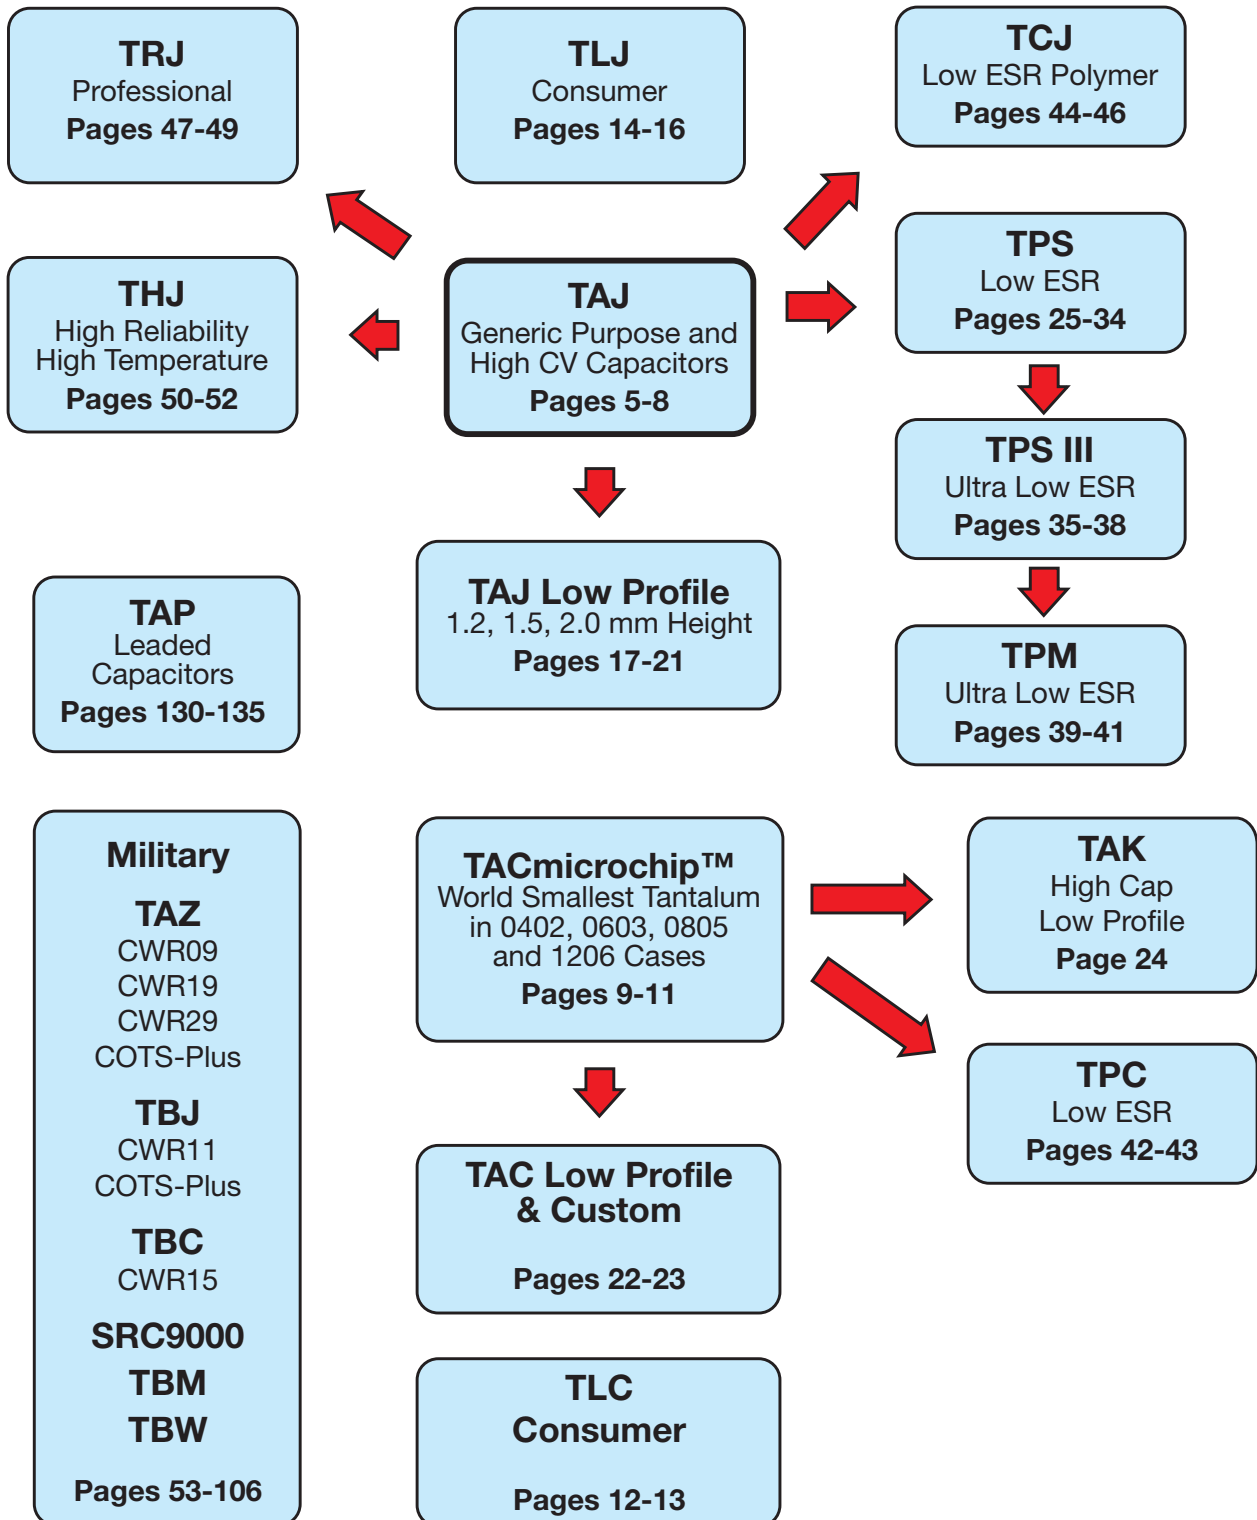 TRJ
Professional
Pages 47-49
TLJ
Consumer
Pages 14-16
TCJ
Low ESR Polymer
Pages 44-46
THJ
High Reliability
High Temperature
Pages 50-52
TAJ
Generic Purpose and
High CV Capacitors
Pages 5-8
TPS
Low ESR
Pages 25-34
TPS III
Ultra Low ESR
Pages 35-38
TAP
Leaded
Capacitors
Pages 130-135
TAJ Low Profile
1.2, 1.5, 2.0 mm Height
Pages 17-21
TPM
Ultra Low ESR
Pages 39-41
Military
TAZ
CWR09
CWR19
CWR29
COTS-Plus
TBJ
CWR11
COTS-Plus
TBC
CWR15
SRC9000
TBM
TBW
Pages 53-106
TACmicrochip™
World Smallest Tantalum
in 0402, 0603, 0805
and 1206 Cases
Pages 9-11
TAK
High Cap
Low Profile
Page 24
TPC
Low ESR
Pages 42-43
TAC Low Profile
& Custom
Pages 22-23
TLC
Consumer
Pages 12-13